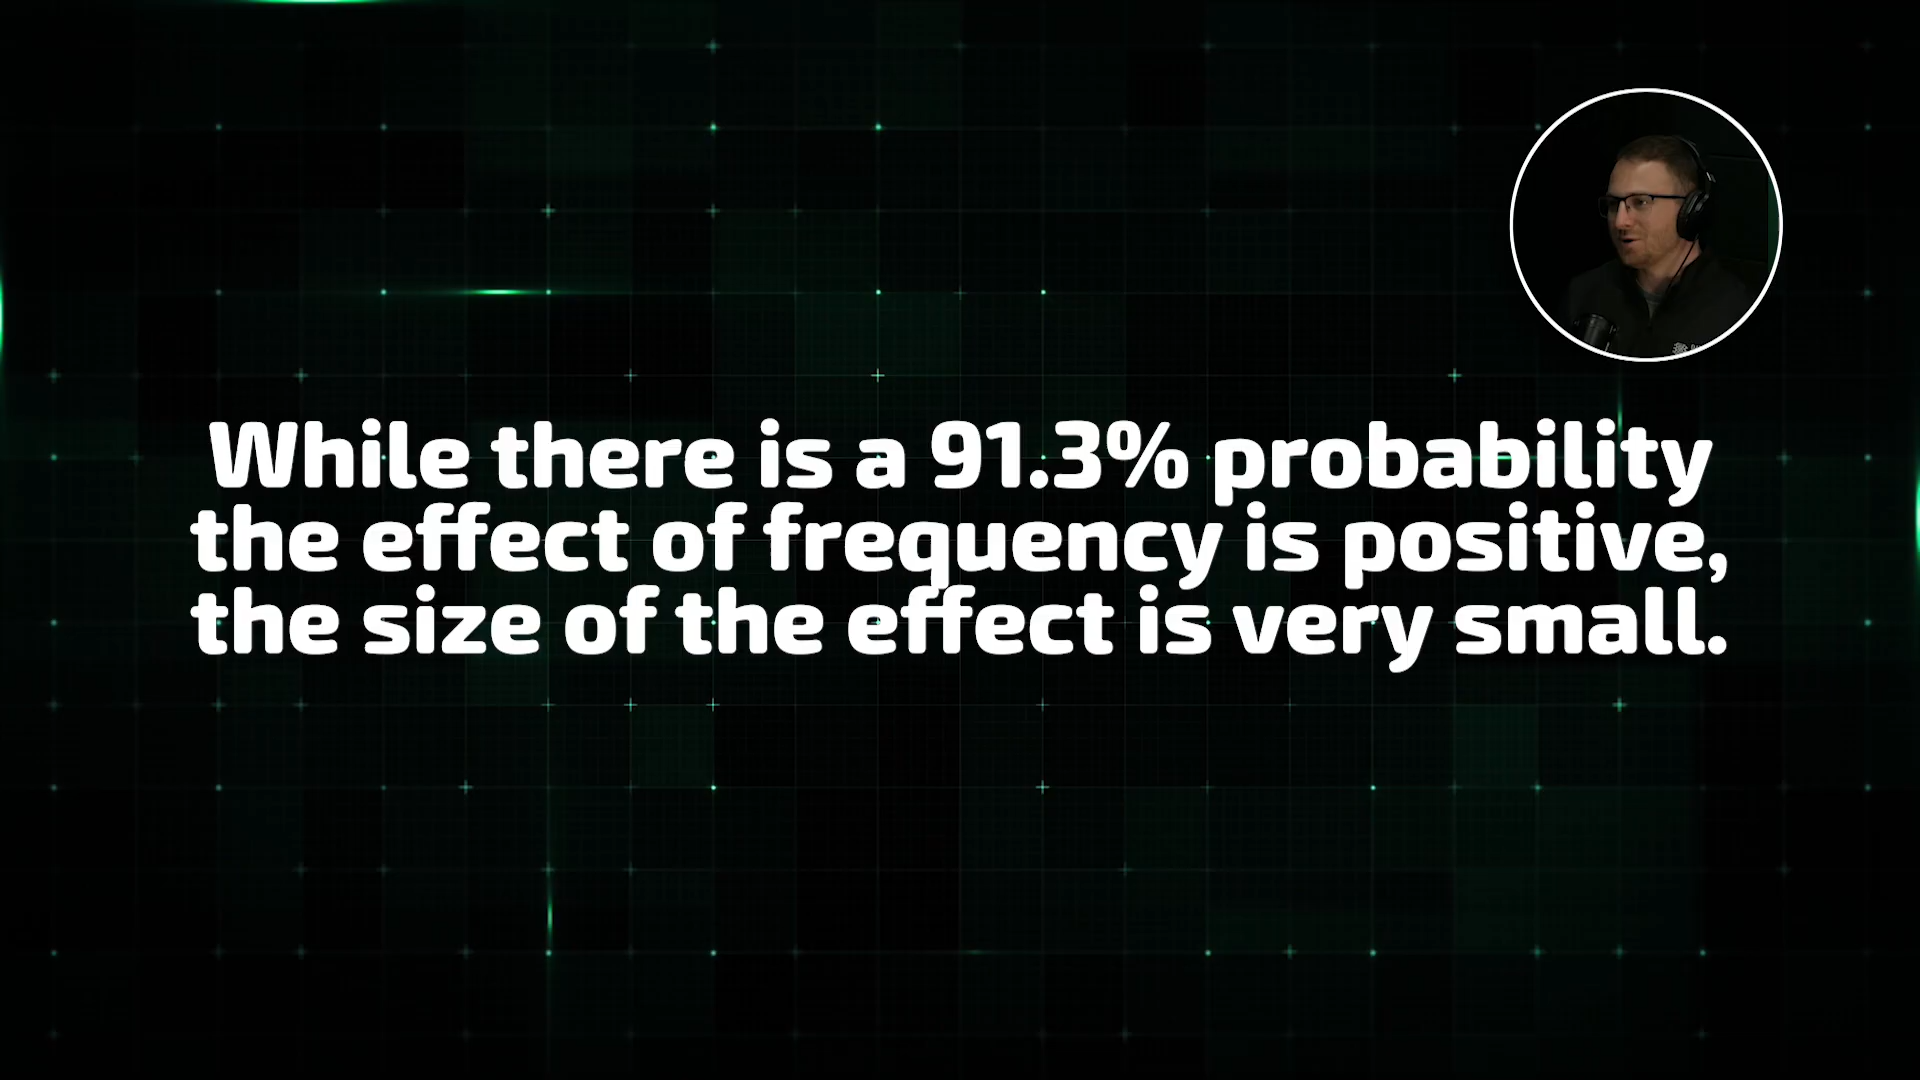 While there is a 91.3% probability
the effect of frequency is positive,
the size of the effect is very small.